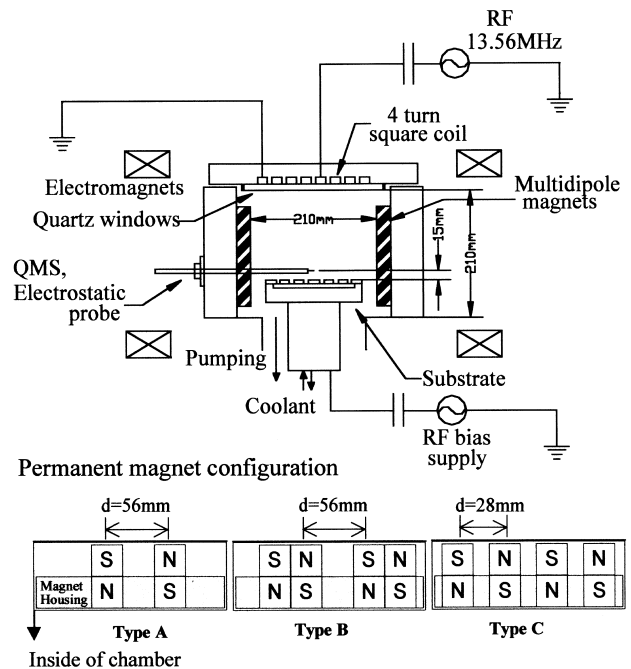 RF
13.56MHz
4 turn
square coil
Electromagnets
Quartz windows
Multidipole
magnets
210mm
15mm
210mm
QMS,
Electrostatic
probe
Pumping
Substrate
Coolant
RF bias
supply
Permanent magnet configuration
d=56mm d=56mm d=28mm
S N S N S N S N S N
Magnet
Housing
N S N S N S N S N S
Type A Type B Type C
Inside of chamber